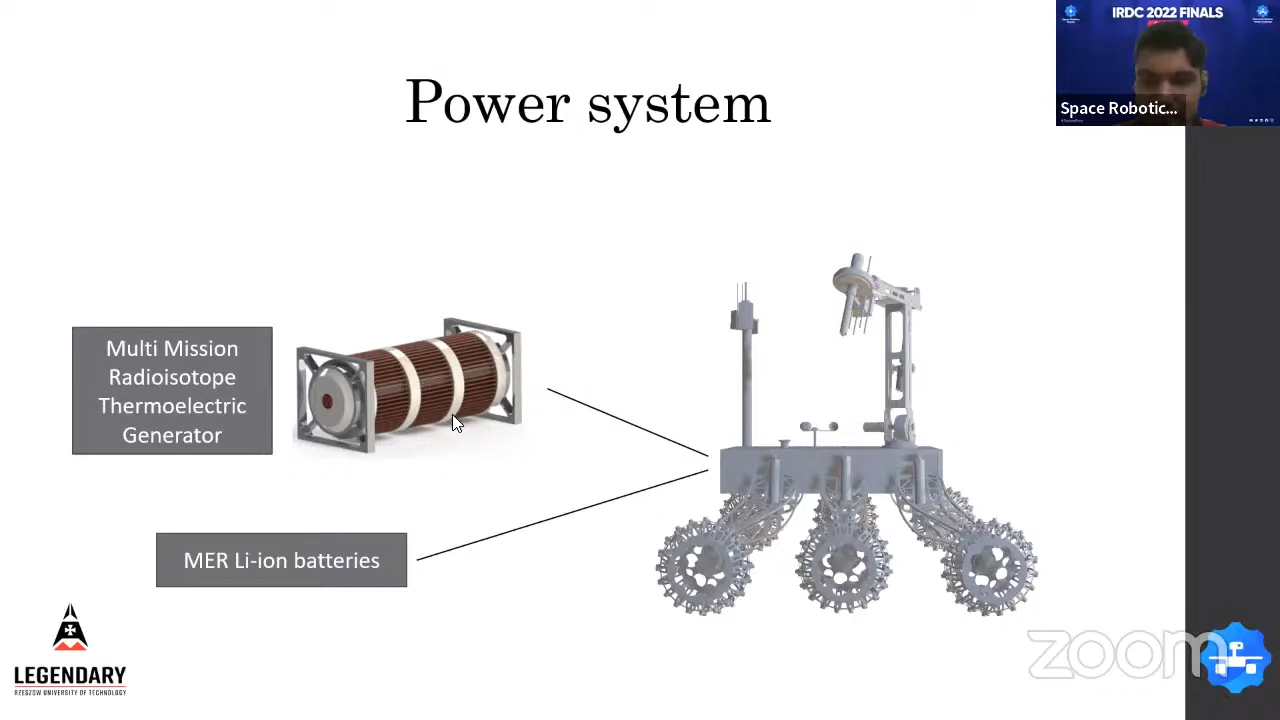 IRDC 2022 FINALS
Space Robotic...
Power system
Multi Mission
Radioisotope
Thermoelectric
Generator
MER Li-ion batteries
LEGENDARY
RZESZOW UNIVERSITY OF TECHNOLOGY
zoom